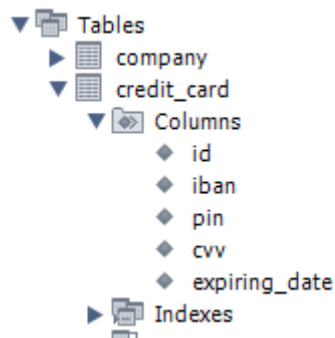 Tables
company
credit_card
Columns
id
iban
pin
cvv
expiring_date
Indexes